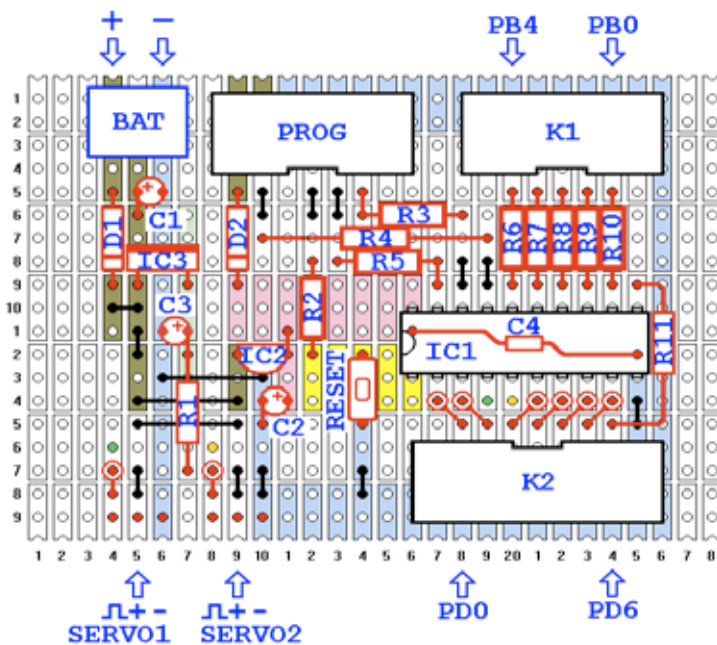 + − PB4 PB0
BAT PROG K1
1
2
3
4
5
6
7
8
9
10
1
2
3
4
5
6
7
8
9
C1
D1 D2 R3 R6 R7 R8 R9 R10
R4
IC3 R5
C3 R2 C4 R11
IC2 IC1
RESET
R1 C2
K2
1 2 3 4 5 6 7 8 9 10 1 2 3 4 5 6 7 8 9 20 1 2 3 4 5 6 7 8
+ - + - PD0 PD6
SERVO1 SERVO2